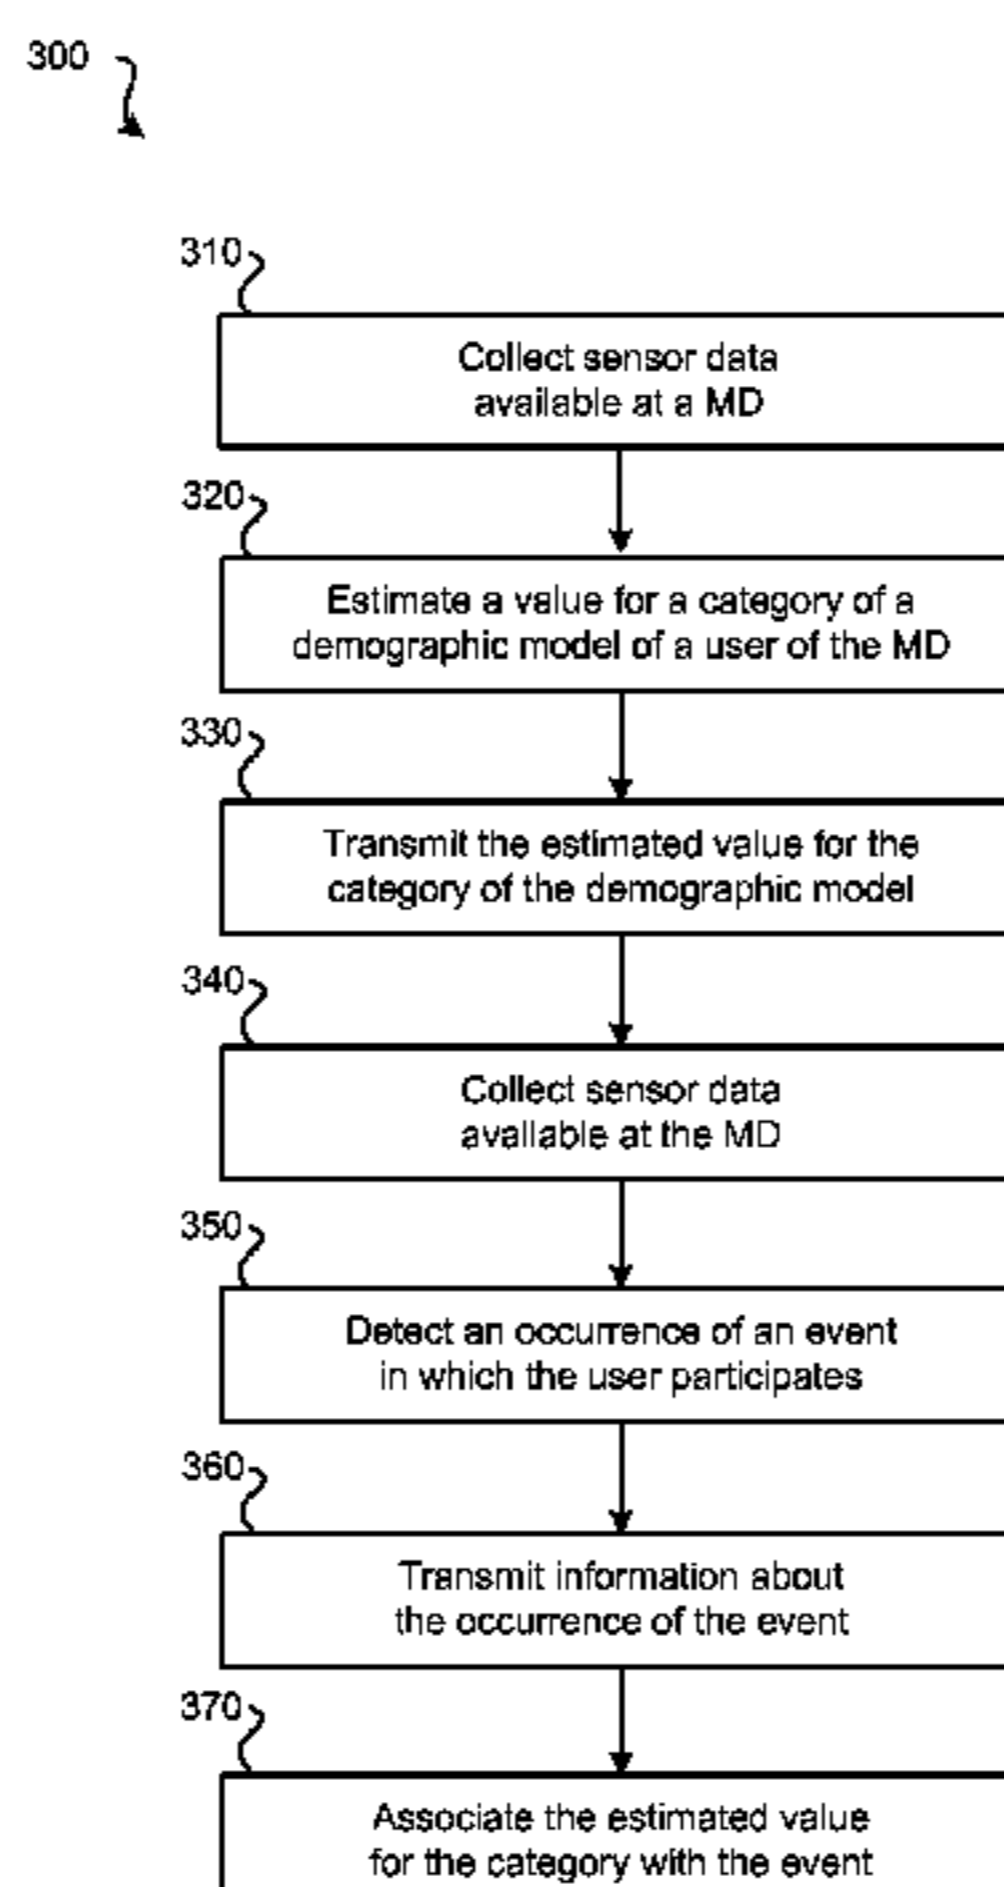 300
310
Collect sensor data
available at a MD
320
Estimate a value for a category of a
demographic model of a user of the MD
330
Transmit the estimated value for the
category of the demographic model
340
Collect sensor data
available at the MD
350
Detect an occurrence of an event
in which the user participates
360
Transmit information about
the occurrence of the event
370
Associate the estimated value
for the category with the event